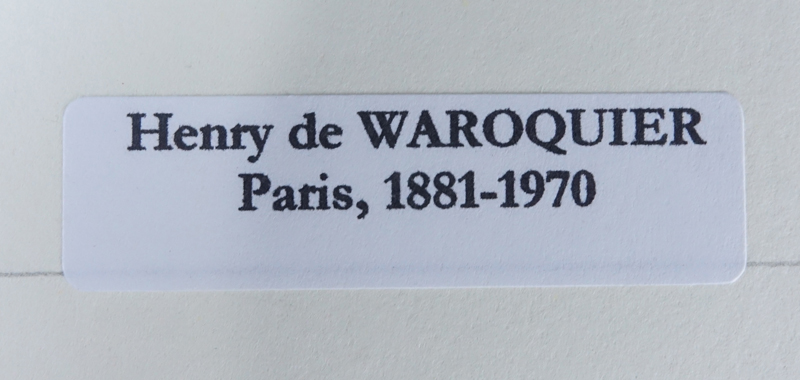 Henry de WAROQUIER
Paris, 1881-1970